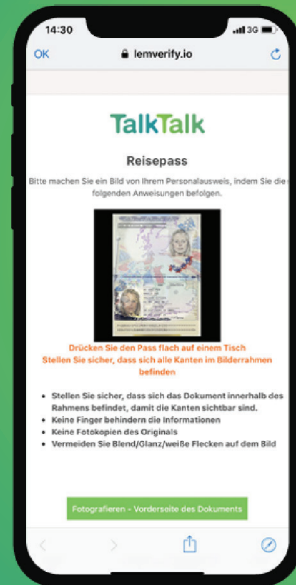 14:30
3G
OK
lemverify.io
TalkTalk
Reisepass
Bitte machen Sie ein Bild von Ihrem Personalausweis, indem Sie die
folgenden Anweisungen befolgen.
Drücken Sie den Pass flach auf einem Tisch
Stellen Sie sicher, dass sich alle Kanten im Bilderrahmen
befinden
• Stellen Sie sicher, dass sich das Dokument innerhalb des
Rahmens befindet, damit die Kanten sichtbar sind.
• Keine Finger behindern die Informationen
• Keine Fotokopien des Originals
• Vermeiden Sie Blend/Glanz/weiße Flecken auf dem Bild
Fotografieren - Vorderseite des Dokuments